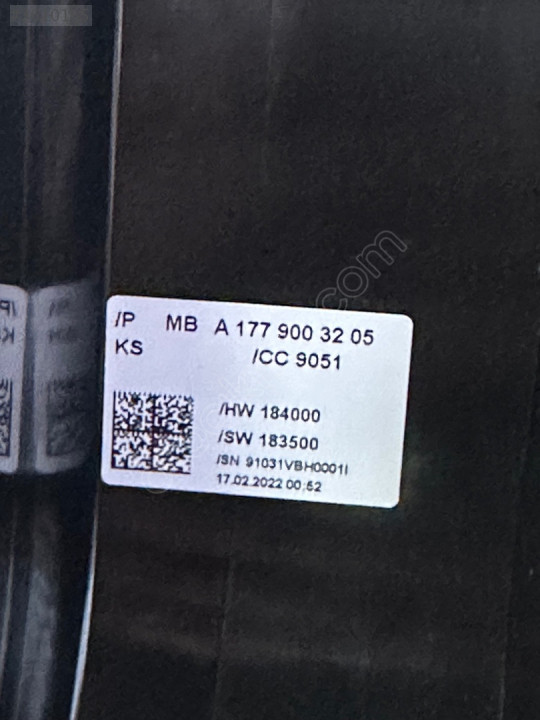 .com
/P MB A 177 900 32 05
KS /CC 9051
/HW 184000
/SW 183500
/SN 91031VBH0001I
17.02.2022 00:52